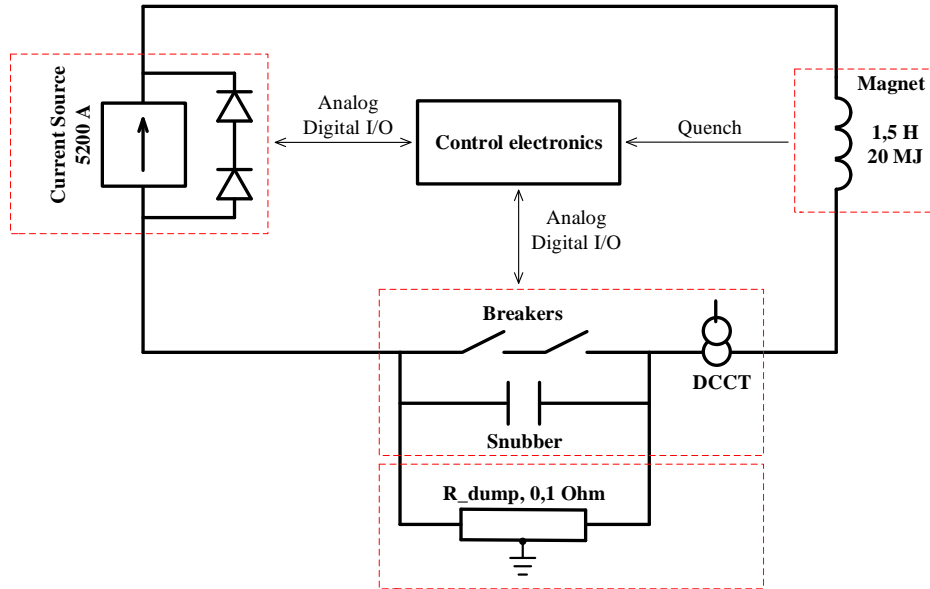 Current Source
5200 A
Analog
Digital I/O
Control electronics
Quench
Magnet
1,5 H
20 MJ
Analog
Digital I/O
Breakers
DCCT
Snubber
R_dump, 0,1 Ohm